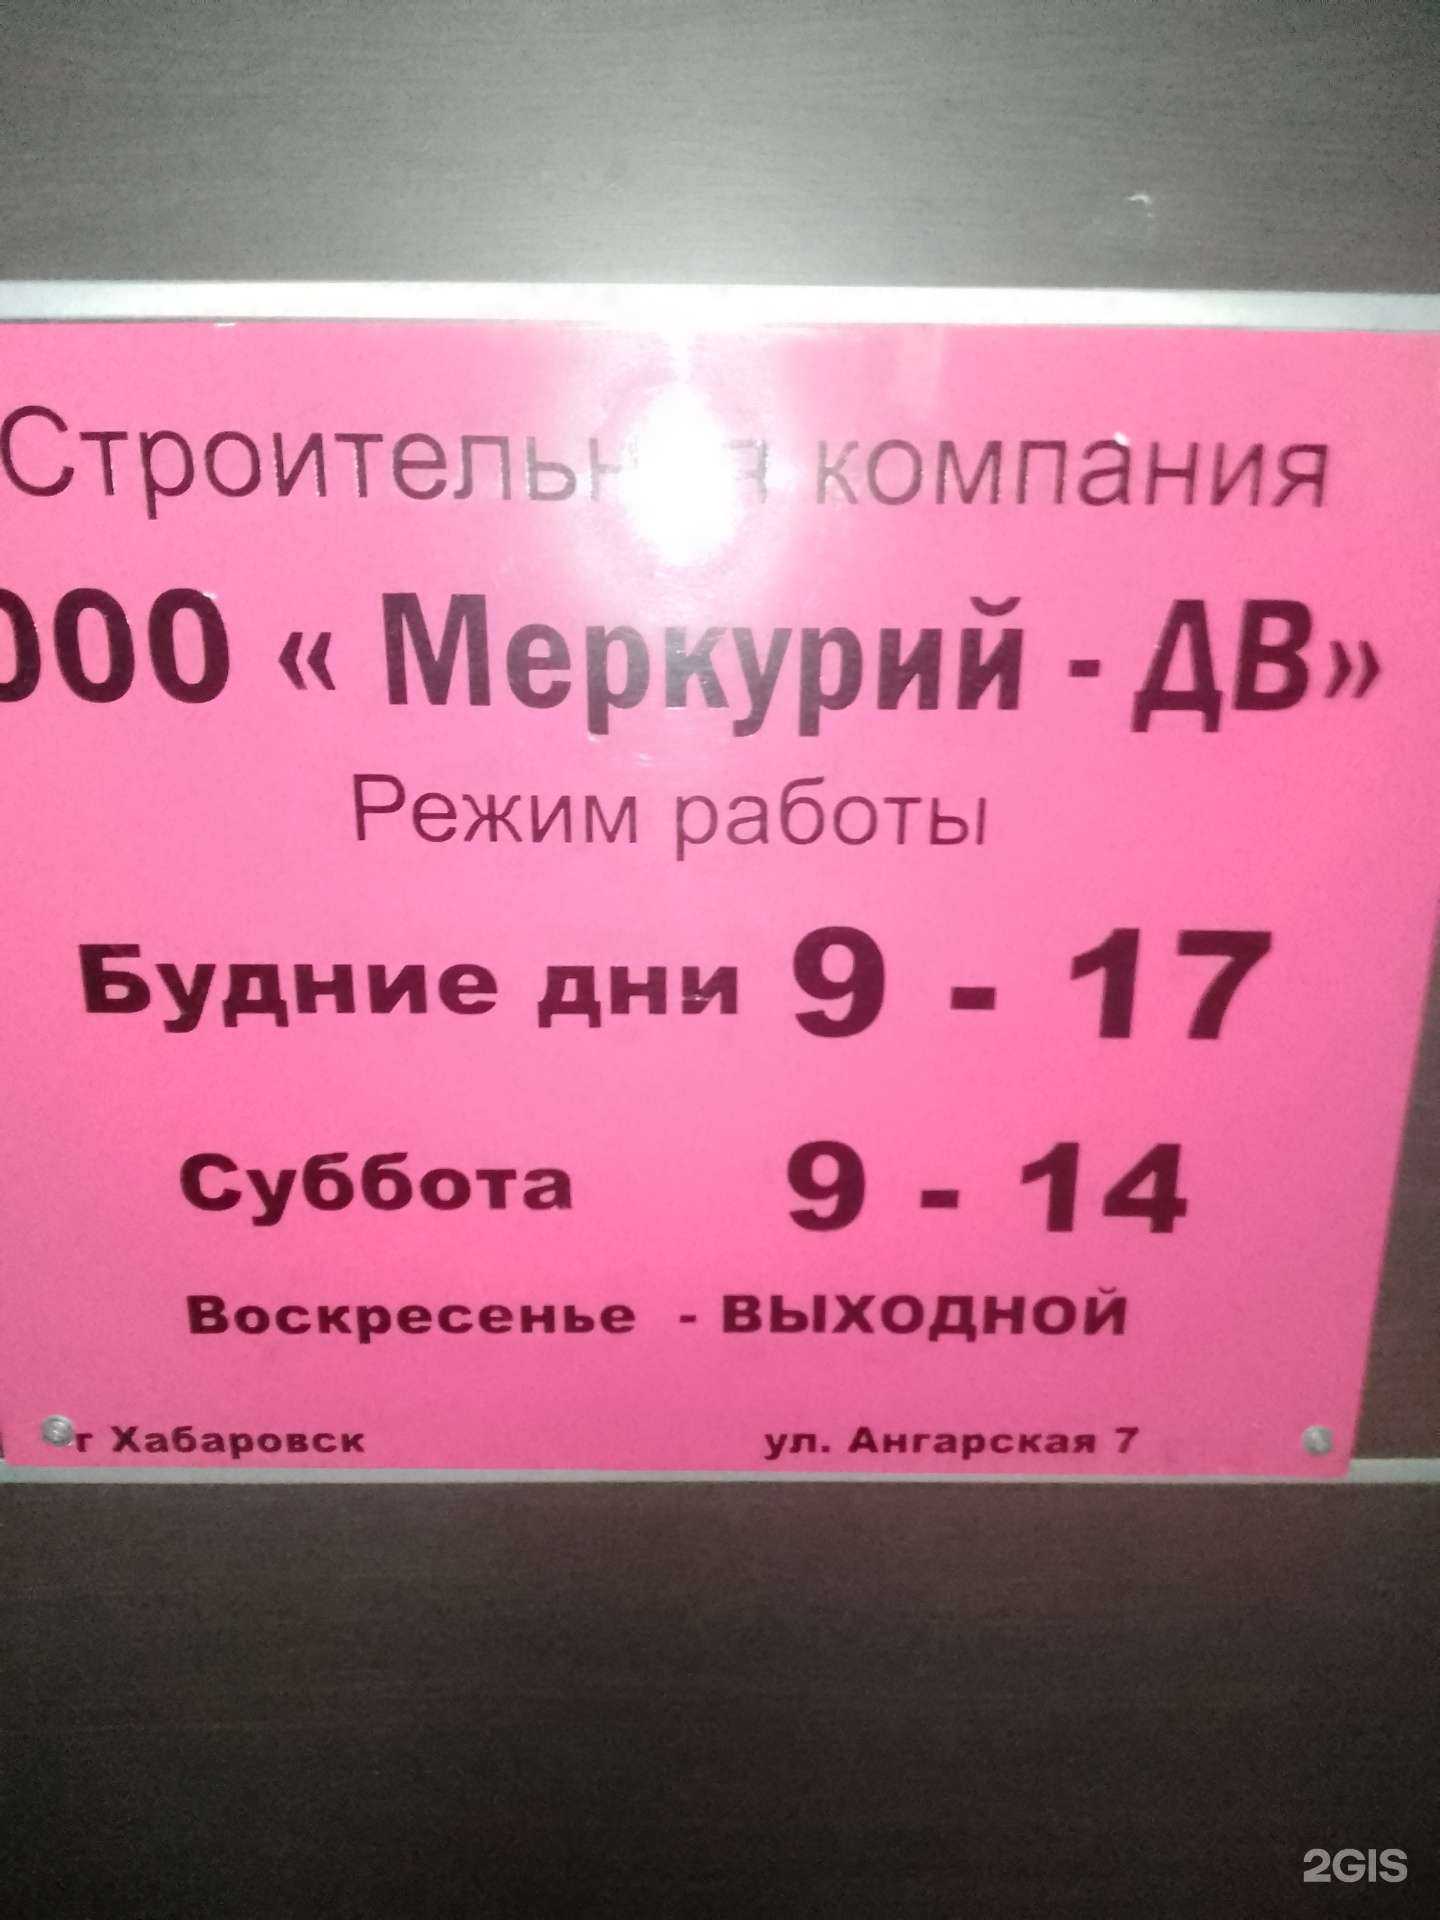 Строительная компания
ООО « Меркурий - ДВ»
Режим работы
Будние дни 9 - 17
Суббота 9 - 14
Воскресенье - ВЫХОДНОЙ
г Хабаровск ул. Ангарская 7
2GIS